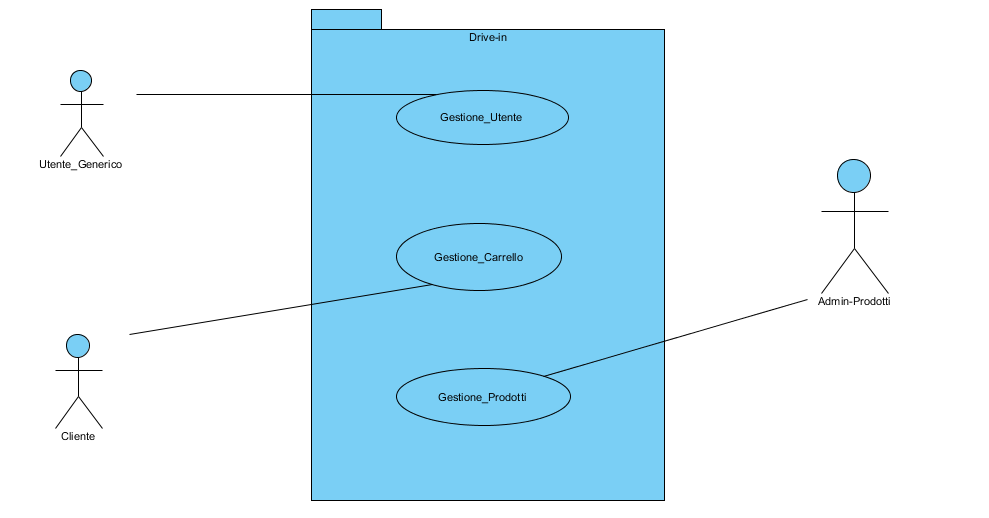 Drive-in
Gestione_Utente
Utente_Generico
Gestione_Carrello
Admin-Prodotti
Gestione_Prodotti
Cliente